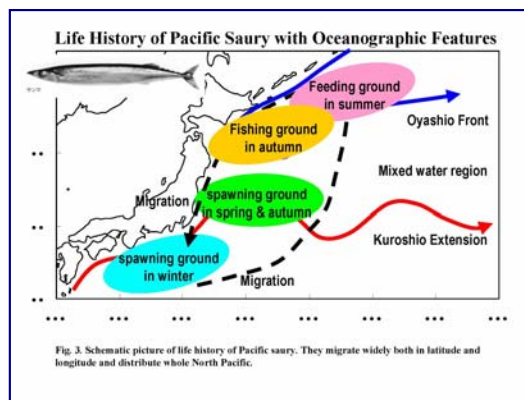 Life History of Pacific Saury with Oceanographic Features
サンマ
Feeding ground
in summer
Oyashio Front
Fishing ground
in autumn
Mixed water region
Migration
spawning ground
in spring & autumn
Kuroshio Extension
spawning ground
in winter
Migration
Fig. 3. Schematic picture of life history of Pacific saury. They migrate widely both in latitude and
longitude and distribute whole North Pacific.